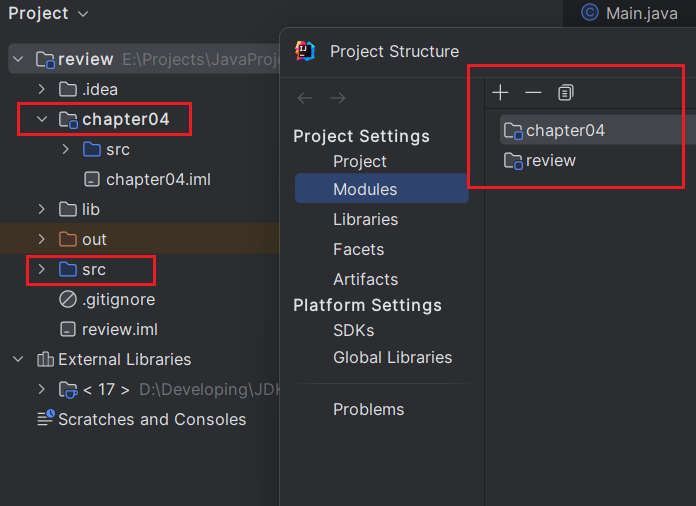 Project
review E:\Projects\JavaProj
.idea
chapter04
src
chapter04.iml
lib
out
src
.gitignore
review.iml
External Libraries
< 17 > D:\Developing\JDK
Scratches and Consoles
Main.java
Project Structure
Project Settings
Project
Modules
Libraries
Facets
Artifacts
Platform Settings
SDKs
Global Libraries
Problems
chapter04
review